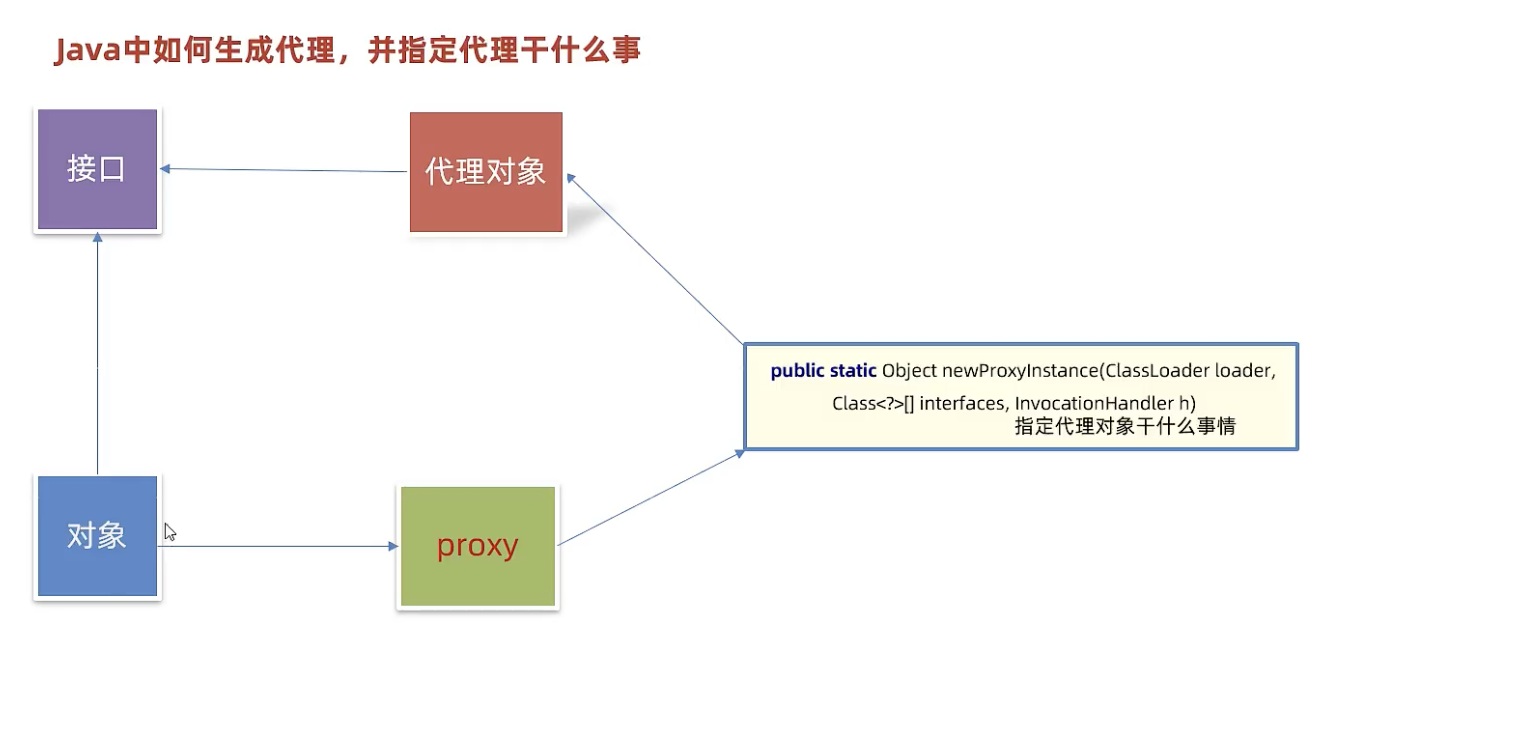 Java中如何生成代理，并指定代理干什么事
接口
代理对象
public static Object newProxyInstance(ClassLoader loader,
Class<?>[] interfaces, InvocationHandler h)
指定代理对象干什么事情
对象
proxy